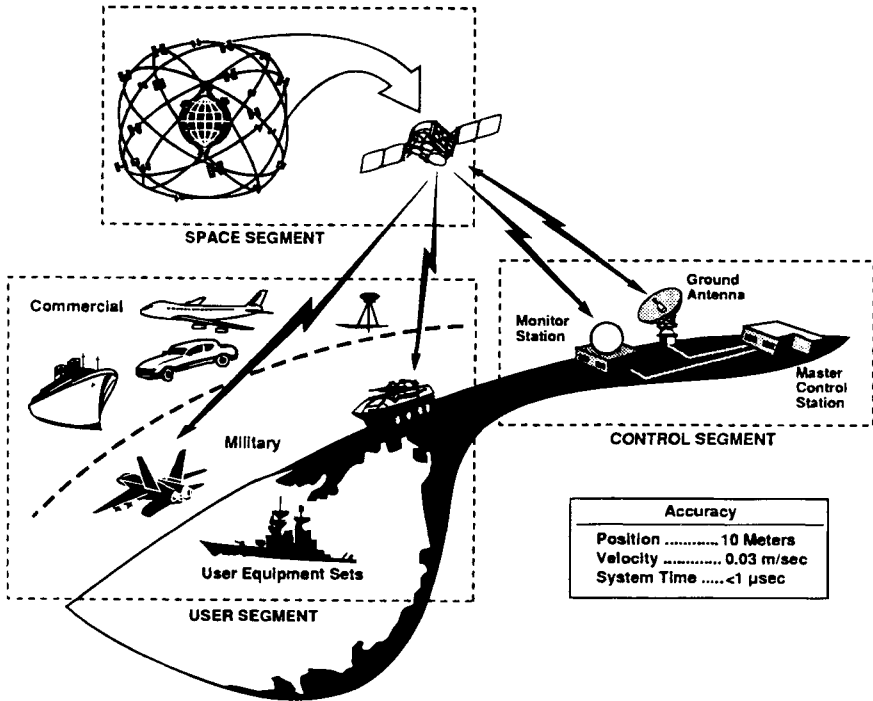 SPACE SEGMENT
Commercial
Ground
Antenna
Monitor
Station
Master
Control
Station
CONTROL SEGMENT
Military
User Equipment Sets
USER SEGMENT
Accuracy
Position ............ 10 Meters
Velocity ............. 0.03 m/sec
System Time ..... <1 µsec